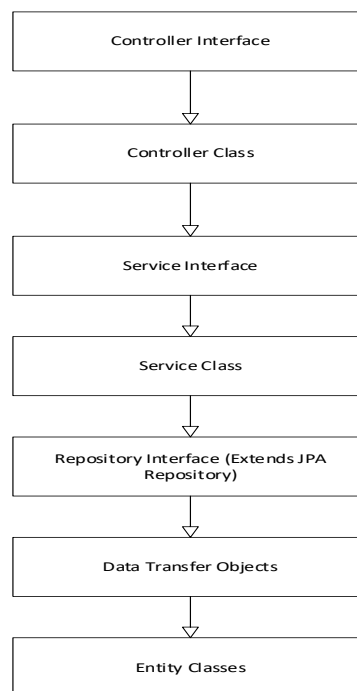 Controller Interface
Controller Class
Service Interface
Service Class
Repository Interface (Extends JPA
Repository)
Data Transfer Objects
Entity Classes